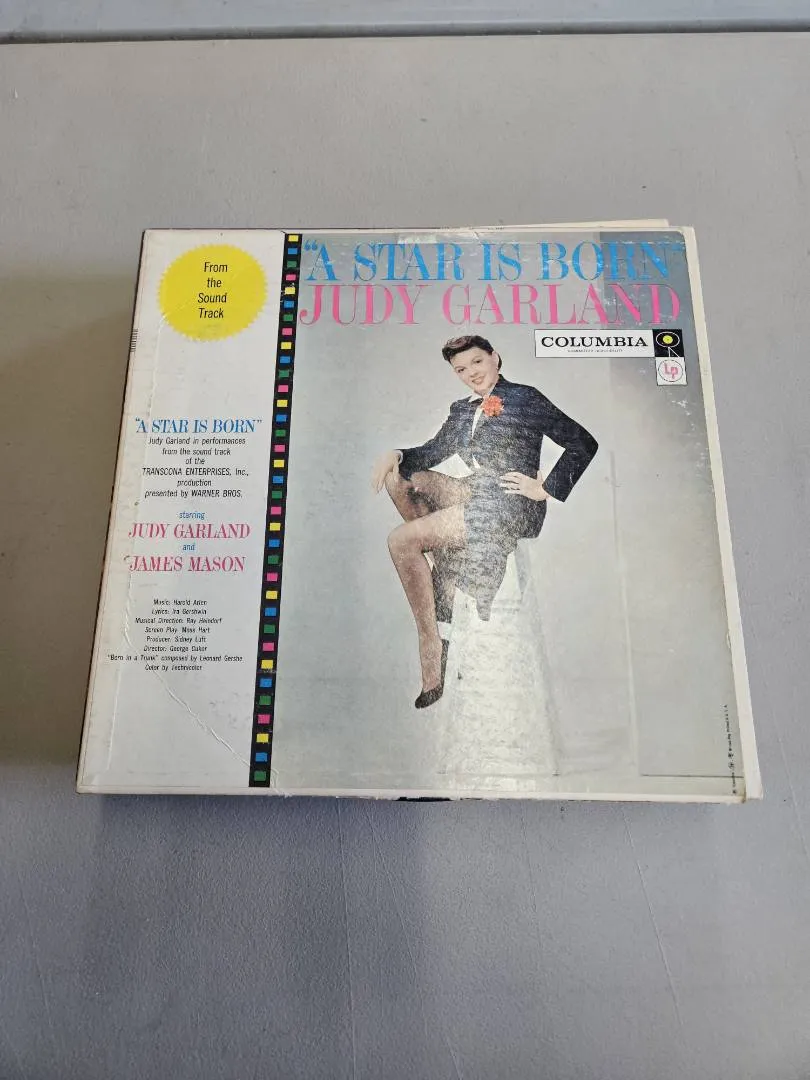 From
the
Sound
Track
"A STAR IS BORN"
JUDY GARLAND
COLUMBIA
Lp
"A STAR IS BORN"
Judy Garland in performances
from the sound track
of the
TRANSCONA ENTERPRISES, Inc.,
production
presented by WARNER BROS.
starring
JUDY GARLAND
and
JAMES MASON
Music: Harold Arlen
Lyrics: Ira Gershwin
Musical Direction: Ray Heindorf
Screen Play: Moss Hart
Producer: Sidney Luft
Director: George Cukor
"Born in a Trunk" composed by Leonard Gershe
Color by Technicolor